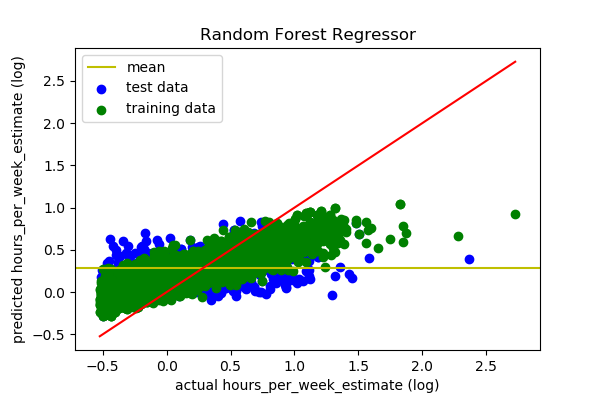 Random Forest Regressor
mean
test data
training data
predicted hours_per_week_estimate (log)
2.5
2.0
1.5
1.0
0.5
0.0
−0.5
−0.5
0.0
0.5
1.0
1.5
2.0
2.5
actual hours_per_week_estimate (log)